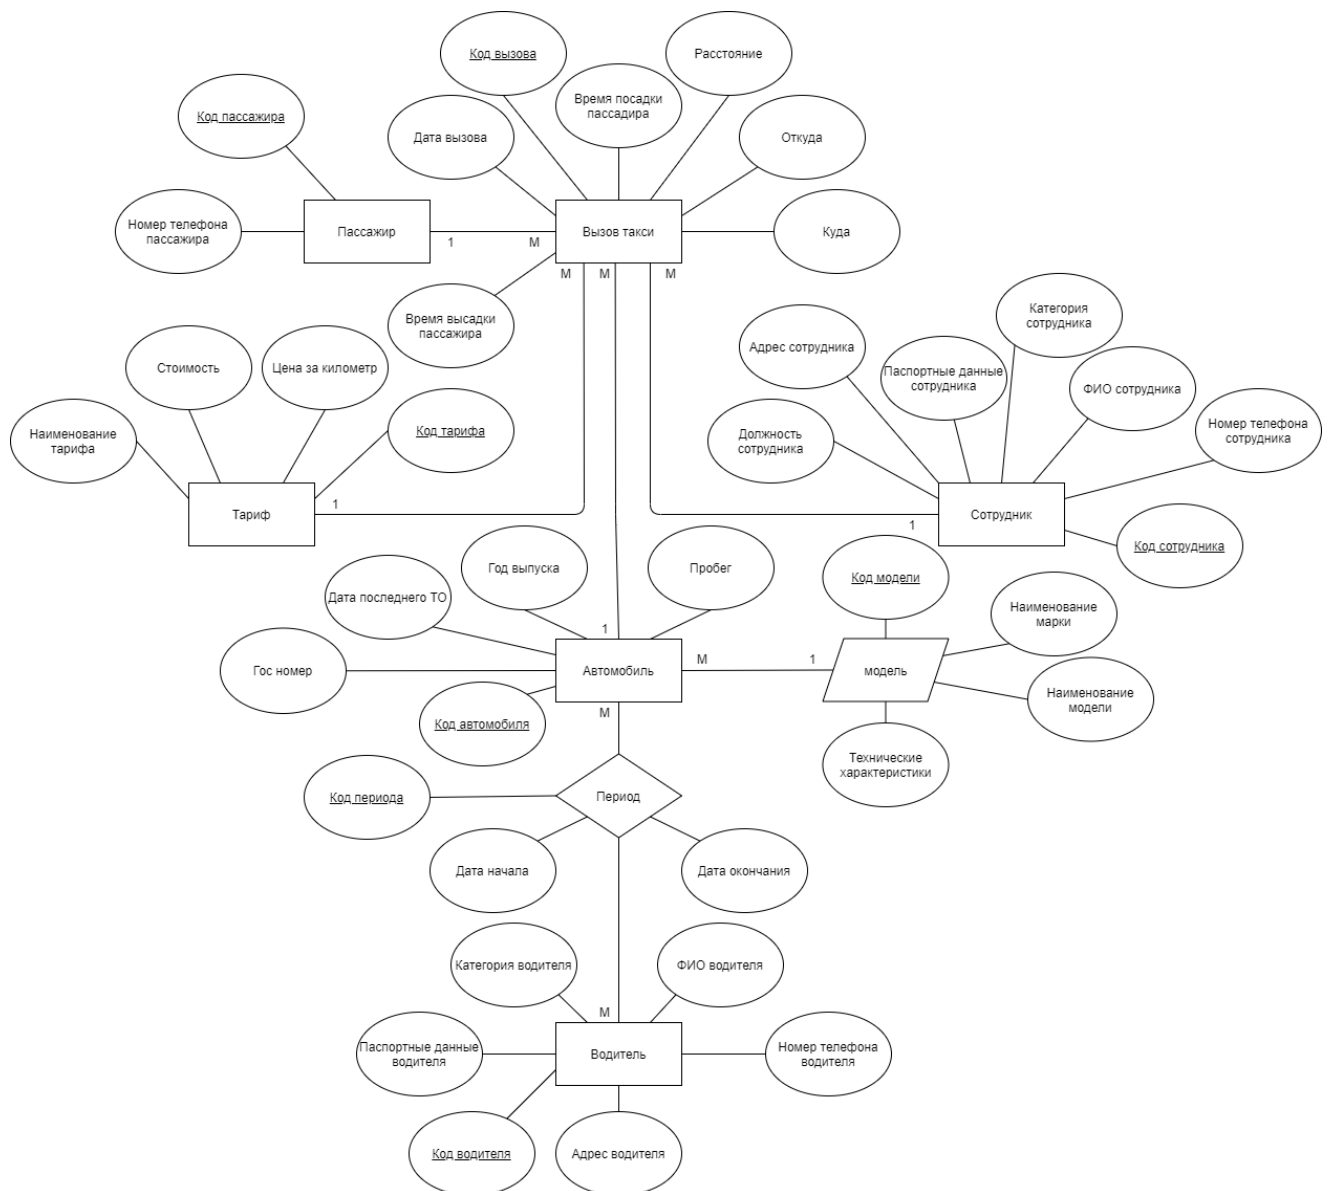 Код вызова
Расстояние
Время посадки
пассадира
Код пассажира
Дата вызова
Откуда
Номер телефона
пассажира
Пассажир
1
М
Вызов такси
Куда
М
М
М
Время высадки
пассажира
Категория
сотрудника
Адрес сотрудника
Стоимость
Цена за километр
Паспортные данные
сотрудника
ФИО сотрудника
Наименование
тарифа
Код тарифа
Должность
сотрудника
Номер телефона
сотрудника
Тариф
1
1
Сотрудник
Код сотрудника
Год выпуска
Пробег
Код модели
Дата последнего ТО
Наименование
марки
1
Гос номер
Автомобиль
М
1
модель
Наименование
модели
Код автомобиля
М
Технические
характеристики
Код периода
Период
Дата начала
Дата окончания
Категория водителя
ФИО водителя
М
Паспортные данные
водителя
Водитель
Номер телефона
водителя
Код водителя
Адрес водителя